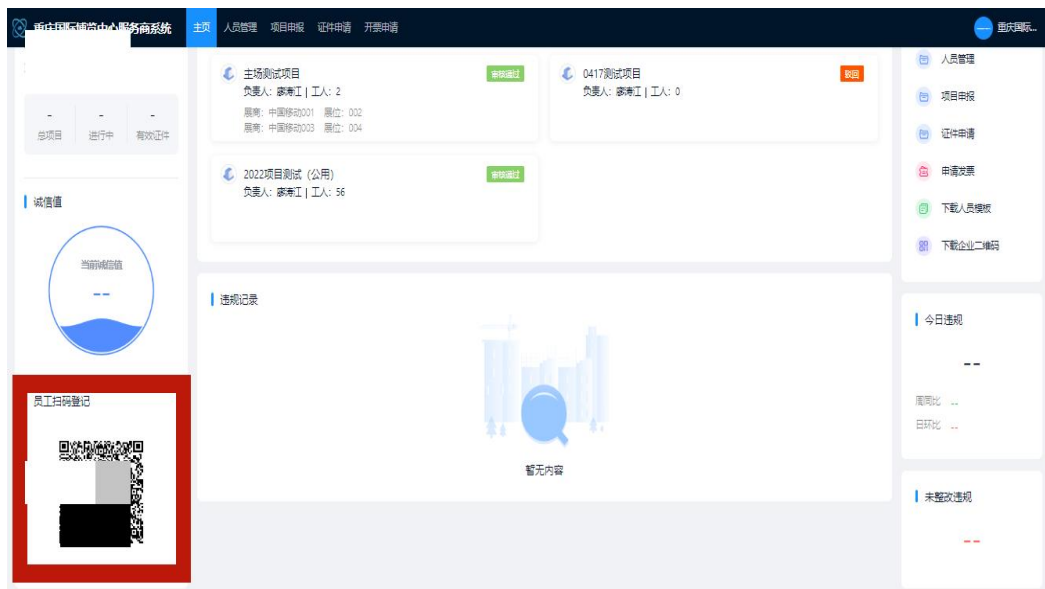 重庆国际博览中心服务商系统
主页 人员管理 项目申报 证件申请 开票申请
重庆国际...
- - -
总项目 进行中 有效证件
诚信值
当前诚信值
--
员工扫码登记
主场测试项目 审核通过
负责人: 廖寿江 | 工人: 2
展商: 中国移动001 展位: 002
展商: 中国移动003 展位: 004
0417测试项目 驳回
负责人: 廖寿江 | 工人: 0
2022项目测试 (公用) 审核通过
负责人: 廖寿江 | 工人: 56
违规记录
暂无内容
人员管理
项目申报
证件申请
申请发票
下载人员模板
下载企业二维码
今日违规
--
周同比 --
日环比 --
未整改违规
--